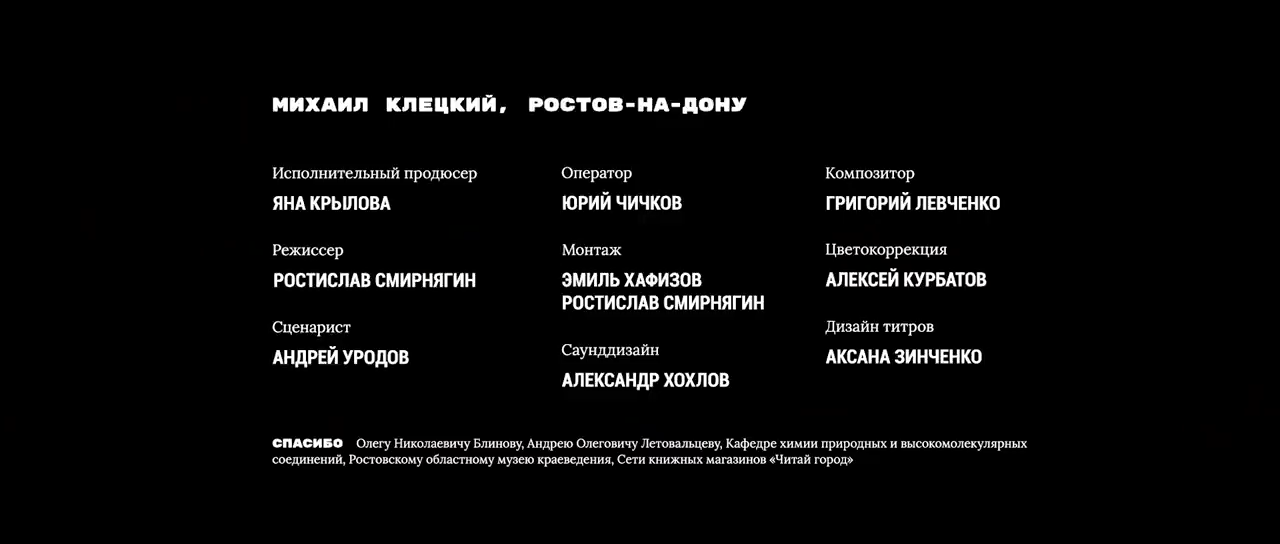 МИХАИЛ КЛЕЦКИЙ, РОСТОВ-НА-ДОНУ
Исполнительный продюсер
ЯНА КРЫЛОВА
Режиссер
РОСТИСЛАВ СМИРНЯГИН
Сценарист
АНДРЕЙ УРОДОВ
Оператор
ЮРИЙ ЧИЧКОВ
Монтаж
ЭМИЛЬ ХАФИЗОВ
РОСТИСЛАВ СМИРНЯГИН
Саунддизайн
АЛЕКСАНДР ХОХЛОВ
Композитор
ГРИГОРИЙ ЛЕВЧЕНКО
Цветокоррекция
АЛЕКСЕЙ КУРБАТОВ
Дизайн титров
АКСАНА ЗИНЧЕНКО
СПАСИБО Олегу Николаевичу Блинову, Андрею Олеговичу Летовальцеву, Кафедре химии природных и высокомолекулярных
соединений, Ростовскому областному музею краеведения, Сети книжных магазинов «Читай город»